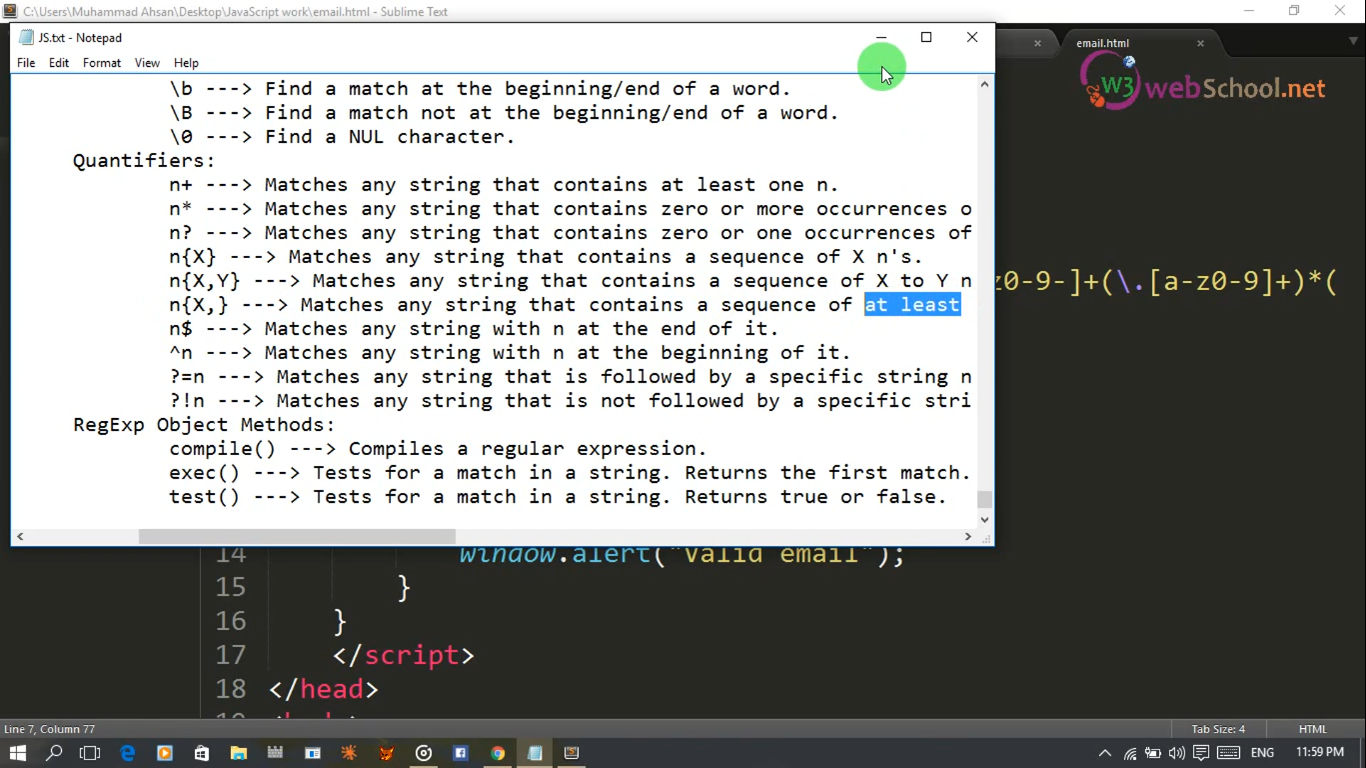 C:\Users\Muhammad Ahsan\Desktop\JavaScript work\email.html - Sublime Text
JS.txt - Notepad
File Edit Format View Help
email.html
W3webSchool.net
\b ---> Find a match at the beginning/end of a word.
\B ---> Find a match not at the beginning/end of a word.
\0 ---> Find a NUL character.
Quantifiers:
n+ ---> Matches any string that contains at least one n.
n* ---> Matches any string that contains zero or more occurrences o
n? ---> Matches any string that contains zero or one occurrences of
n{X} ---> Matches any string that contains a sequence of X n's.
n{X,Y} ---> Matches any string that contains a sequence of X to Y n
n{X,} ---> Matches any string that contains a sequence of at least
n$ ---> Matches any string with n at the end of it.
^n ---> Matches any string with n at the beginning of it.
?=n ---> Matches any string that is followed by a specific string n
?!n ---> Matches any string that is not followed by a specific stri
RegExp Object Methods:
compile() ---> Compiles a regular expression.
exec() ---> Tests for a match in a string. Returns the first match.
test() ---> Tests for a match in a string. Returns true or false.
z0-9-]+(\.[a-z0-9]+)*(
14 window.alert("Valid email");
15 }
16 }
17 </script>
18 </head>
Line 7, Column 77
Tab Size: 4 HTML
ENG 11:59 PM